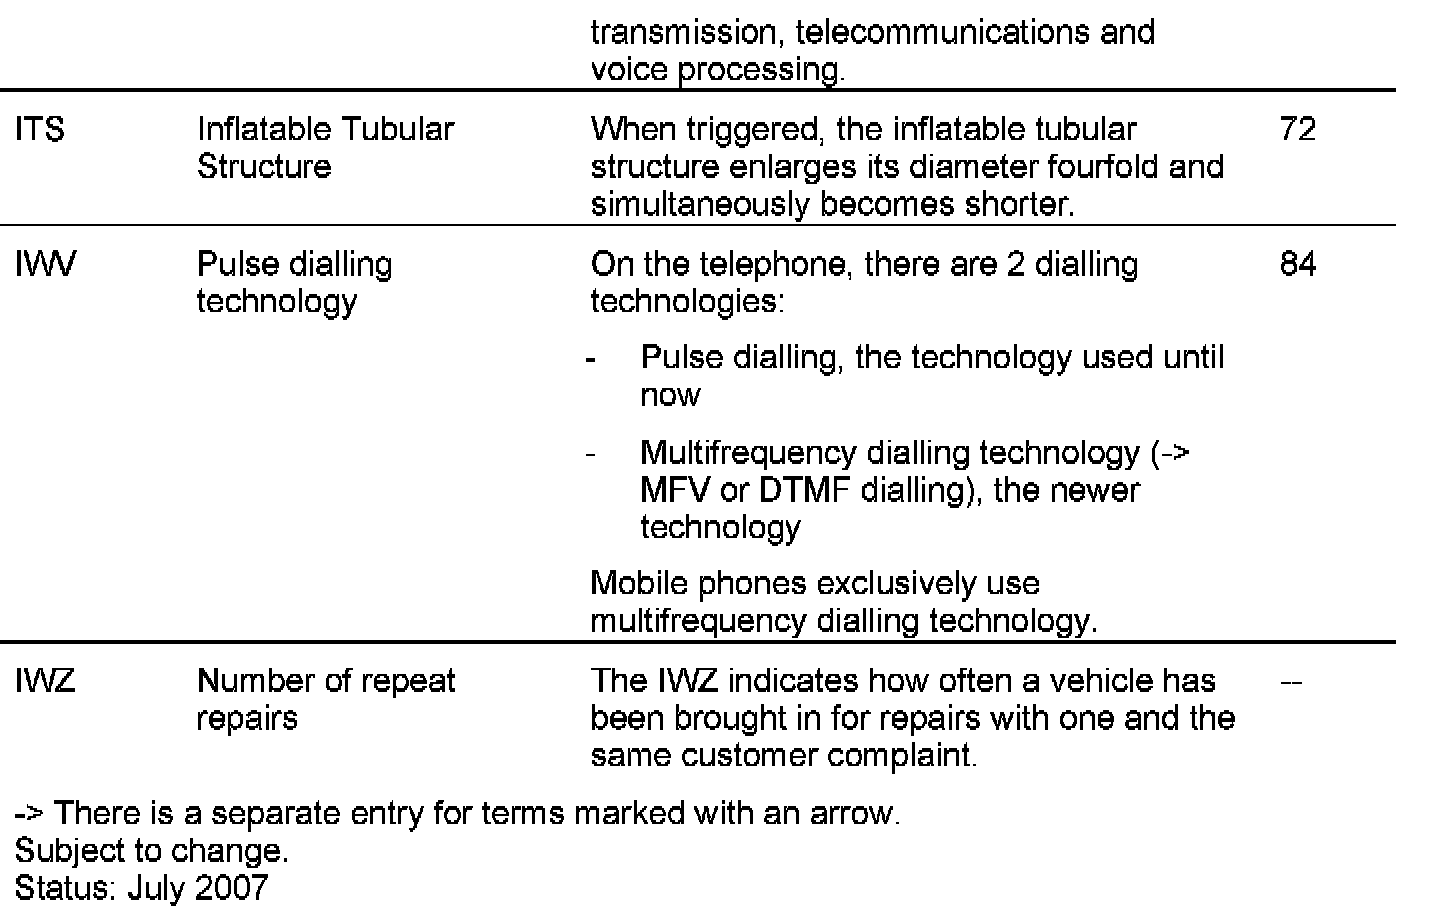 transmission, telecommunications and
voice processing.
ITS Inflatable Tubular When triggered, the inflatable tubular 72
Structure structure enlarges its diameter fourfold and
simultaneously becomes shorter.
IWV Pulse dialling On the telephone, there are 2 dialling 84
technology technologies:
- Pulse dialling, the technology used until
now
- Multifrequency dialling technology (->
MFV or DTMF dialling), the newer
technology
Mobile phones exclusively use
multifrequency dialling technology.
IWZ Number of repeat The IWZ indicates how often a vehicle has --
repairs been brought in for repairs with one and the
same customer complaint.
-> There is a separate entry for terms marked with an arrow.
Subject to change.
Status: July 2007